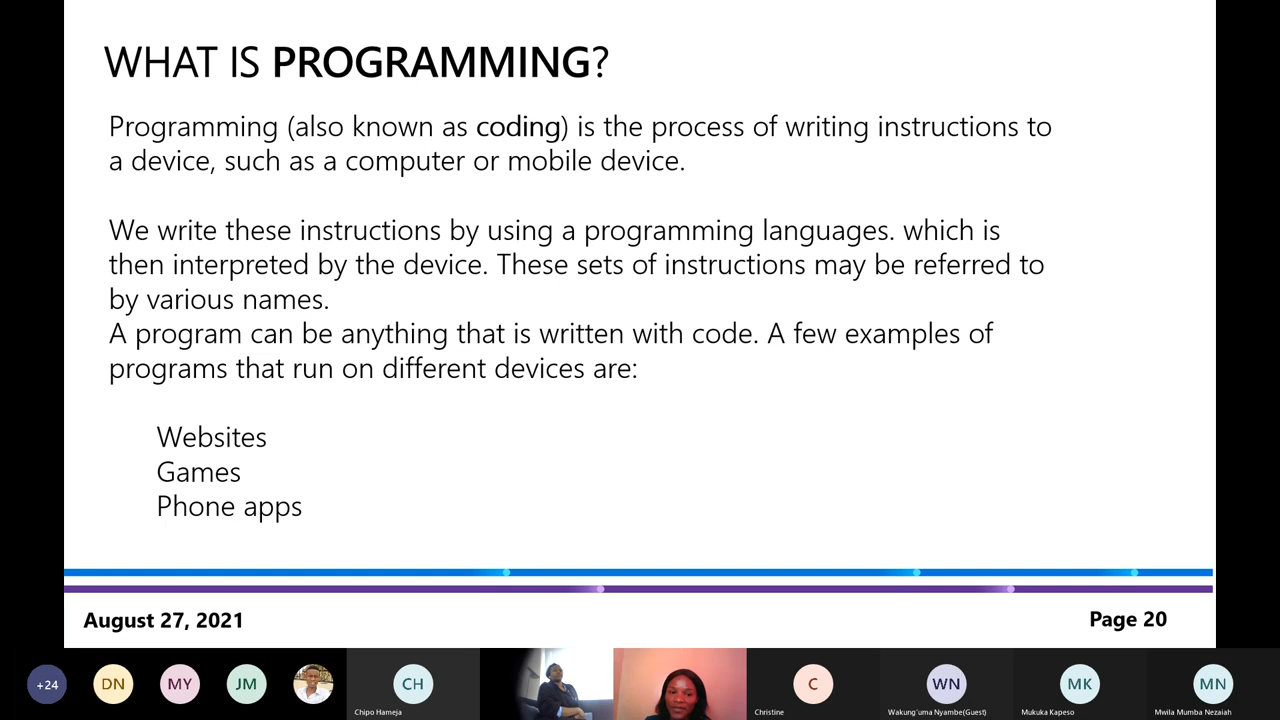 WHAT IS PROGRAMMING?
Programming (also known as coding) is the process of writing instructions to
a device, such as a computer or mobile device.
We write these instructions by using a programming languages. which is
then interpreted by the device. These sets of instructions may be referred to
by various names.
A program can be anything that is written with code. A few examples of
programs that run on different devices are:
Websites
Games
Phone apps
August 27, 2021
Page 20
+24
DN
MY
JM
CH
Chipo Hameja
C
Christine
WN
Wakung'uma Nyambe(Guest)
MK
Mukuka Kapeso
MN
Mwila Mumba Nezaiah